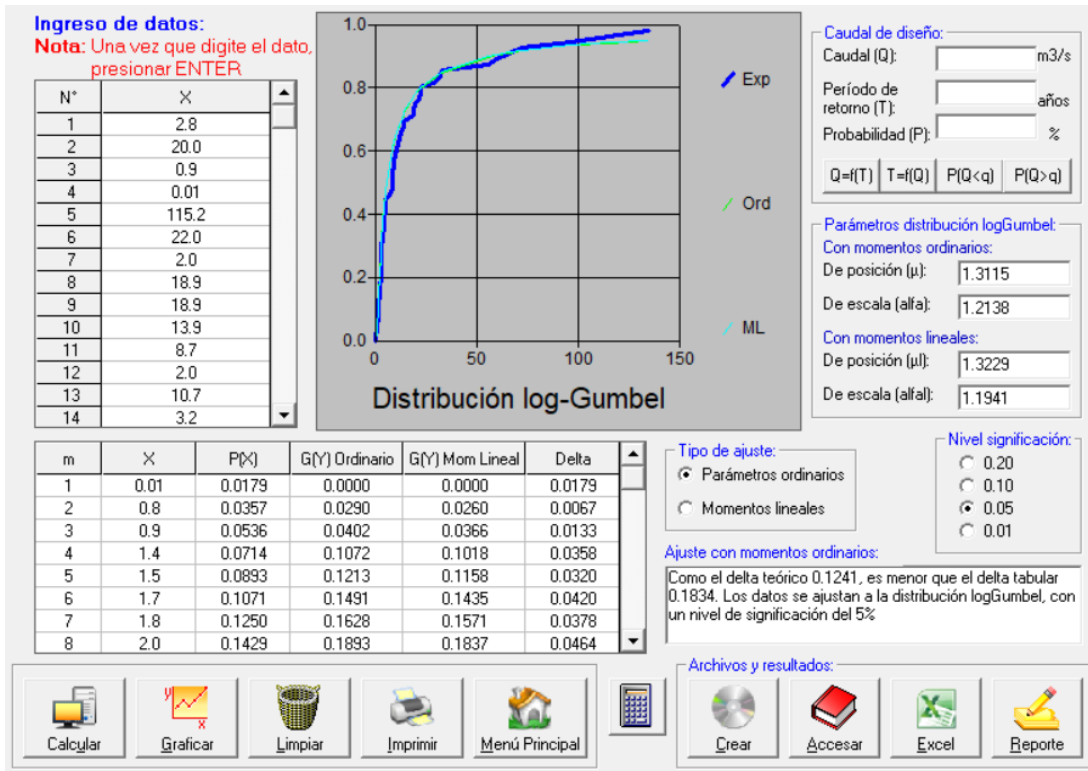 Ingreso de datos:
Nota: Una vez que digite el dato,
presionar ENTER
N° X
1 2.8
2 20.0
3 0.9
4 0.01
5 115.2
6 22.0
7 2.0
8 18.9
9 18.9
10 13.9
11 8.7
12 2.0
13 10.7
14 3.2
1.0
0.8
0.6
0.4
0.2
0.0
0 50 100 150
Exp
Ord
ML
Distribución log-Gumbel
Caudal de diseño:
Caudal (Q): m3/s
Período de
retorno (T): años
Probabilidad (P): %
Q=f(T) T=f(Q) P(Q<q) P(Q>q)
Parámetros distribución logGumbel:
Con momentos ordinarios:
De posición (µ): 1.3115
De escala (alfa): 1.2138
Con momentos lineales:
De posición (µl): 1.3229
De escala (alfal): 1.1941
m X P(X) G(Y) Ordinario G(Y) Mom Lineal Delta
1 0.01 0.0179 0.0000 0.0000 0.0179
2 0.8 0.0357 0.0290 0.0260 0.0067
3 0.9 0.0536 0.0402 0.0366 0.0133
4 1.4 0.0714 0.1072 0.1018 0.0358
5 1.5 0.0893 0.1213 0.1158 0.0320
6 1.7 0.1071 0.1491 0.1435 0.0420
7 1.8 0.1250 0.1628 0.1571 0.0378
8 2.0 0.1429 0.1893 0.1837 0.0464
Tipo de ajuste:
Parámetros ordinarios
Momentos lineales
Nivel significación:
0.20
0.10
0.05
0.01
Ajuste con momentos ordinarios:
Como el delta teórico 0.1241, es menor que el delta tabular
0.1834. Los datos se ajustan a la distribución logGumbel, con
un nivel de significación del 5%
Calcular Graficar Limpiar Imprimir Menú Principal
Archivos y resultados:
Crear Accesar Excel Reporte